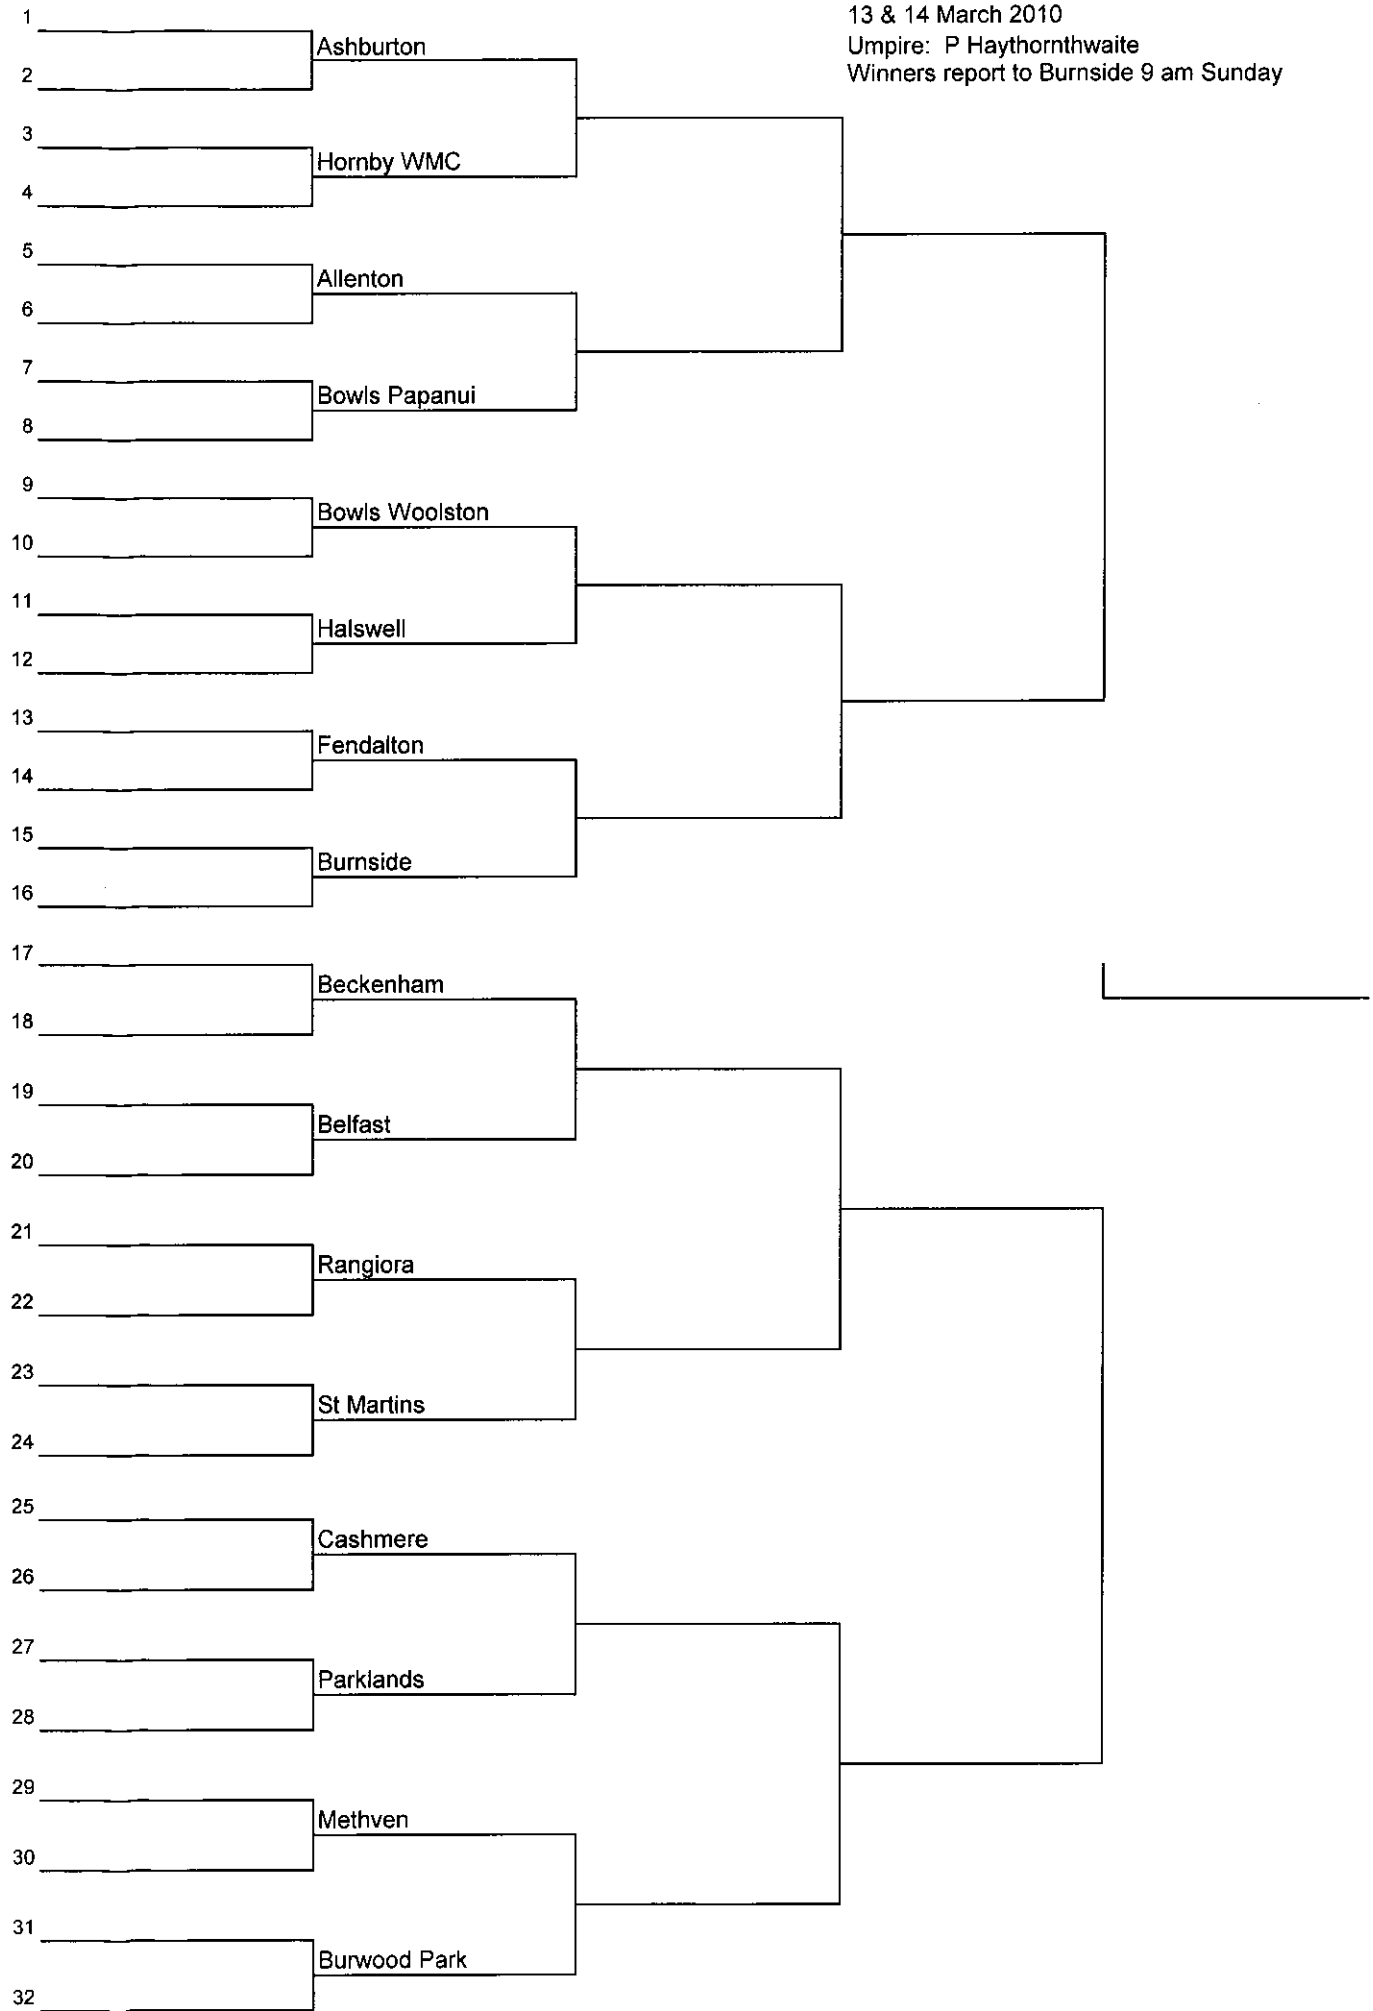 13 & 14 March 2010
Umpire: P Haythornthwaite
Winners report to Burnside 9 am Sunday
1
Ashburton
2
3
Hornby WMC
4
5
Allenton
6
7
Bowls Papanui
8
9
Bowls Woolston
10
11
Halswell
12
13
Fendalton
14
15
Burnside
16
17
Beckenham
18
19
Belfast
20
21
Rangiora
22
23
St Martins
24
25
Cashmere
26
27
Parklands
28
29
Methven
30
31
Burwood Park
32